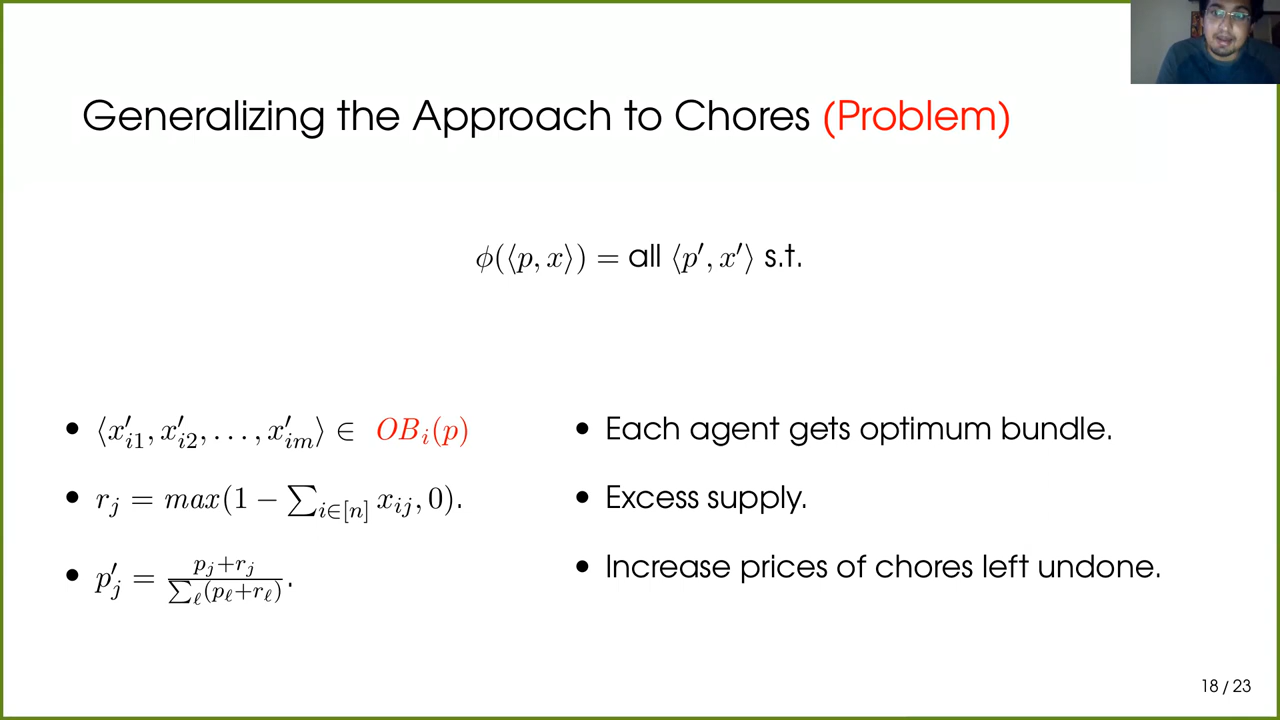 Generalizing the Approach to Chores (Problem)
ϕ(⟨p, x⟩) = all ⟨p′, x′⟩ s.t.
• ⟨x′_{i1}, x′_{i2}, . . . , x′_{im}⟩ ∈ OB_i(p)
• Each agent gets optimum bundle.
• r_j = max(1 − ∑_{i∈[n]} x_{ij}, 0).
• Excess supply.
• p′_j = \frac{p_j+r_j}{∑_ℓ(p_ℓ+r_ℓ)}.
• Increase prices of chores left undone.
18 / 23